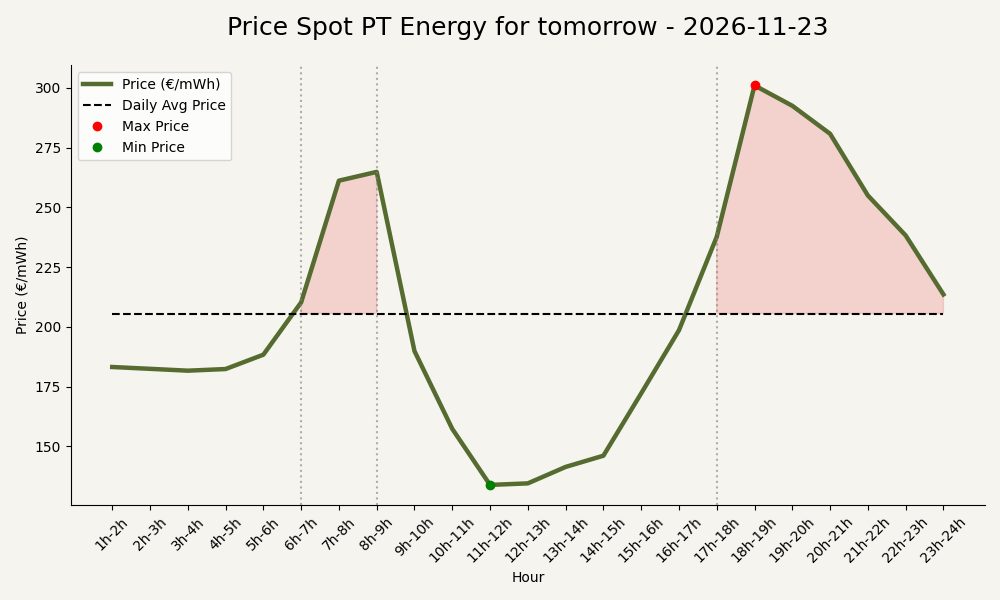 Price Spot PT Energy for tomorrow - 2026-11-23
Price (€/mWh)
Daily Avg Price
Max Price
Min Price
Price (€/mWh)
300
275
250
225
200
175
150
1h-2h
2h-3h
3h-4h
4h-5h
5h-6h
6h-7h
7h-8h
8h-9h
9h-10h
10h-11h
11h-12h
12h-13h
13h-14h
14h-15h
15h-16h
16h-17h
17h-18h
18h-19h
19h-20h
20h-21h
21h-22h
22h-23h
23h-24h
Hour